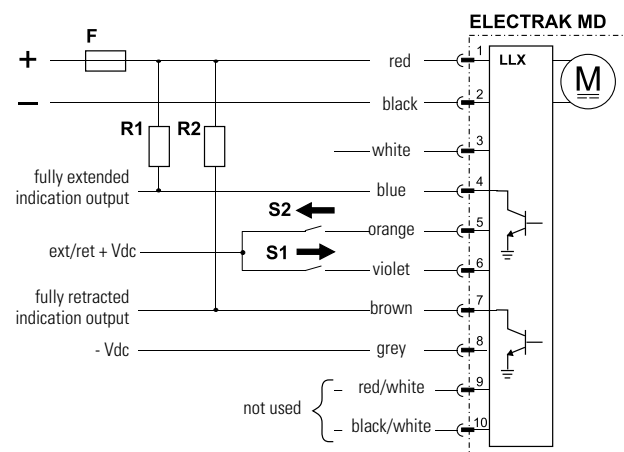 ELECTRAK MD
F
+
red
1
LLX
M
–
black
2
R1
R2
white
3
fully extended
indication output
blue
4
S2
orange
5
ext/ret + Vdc
S1
violet
6
fully retracted
indication output
brown
7
- Vdc
grey
8
red/white
9
not used
black/white
10